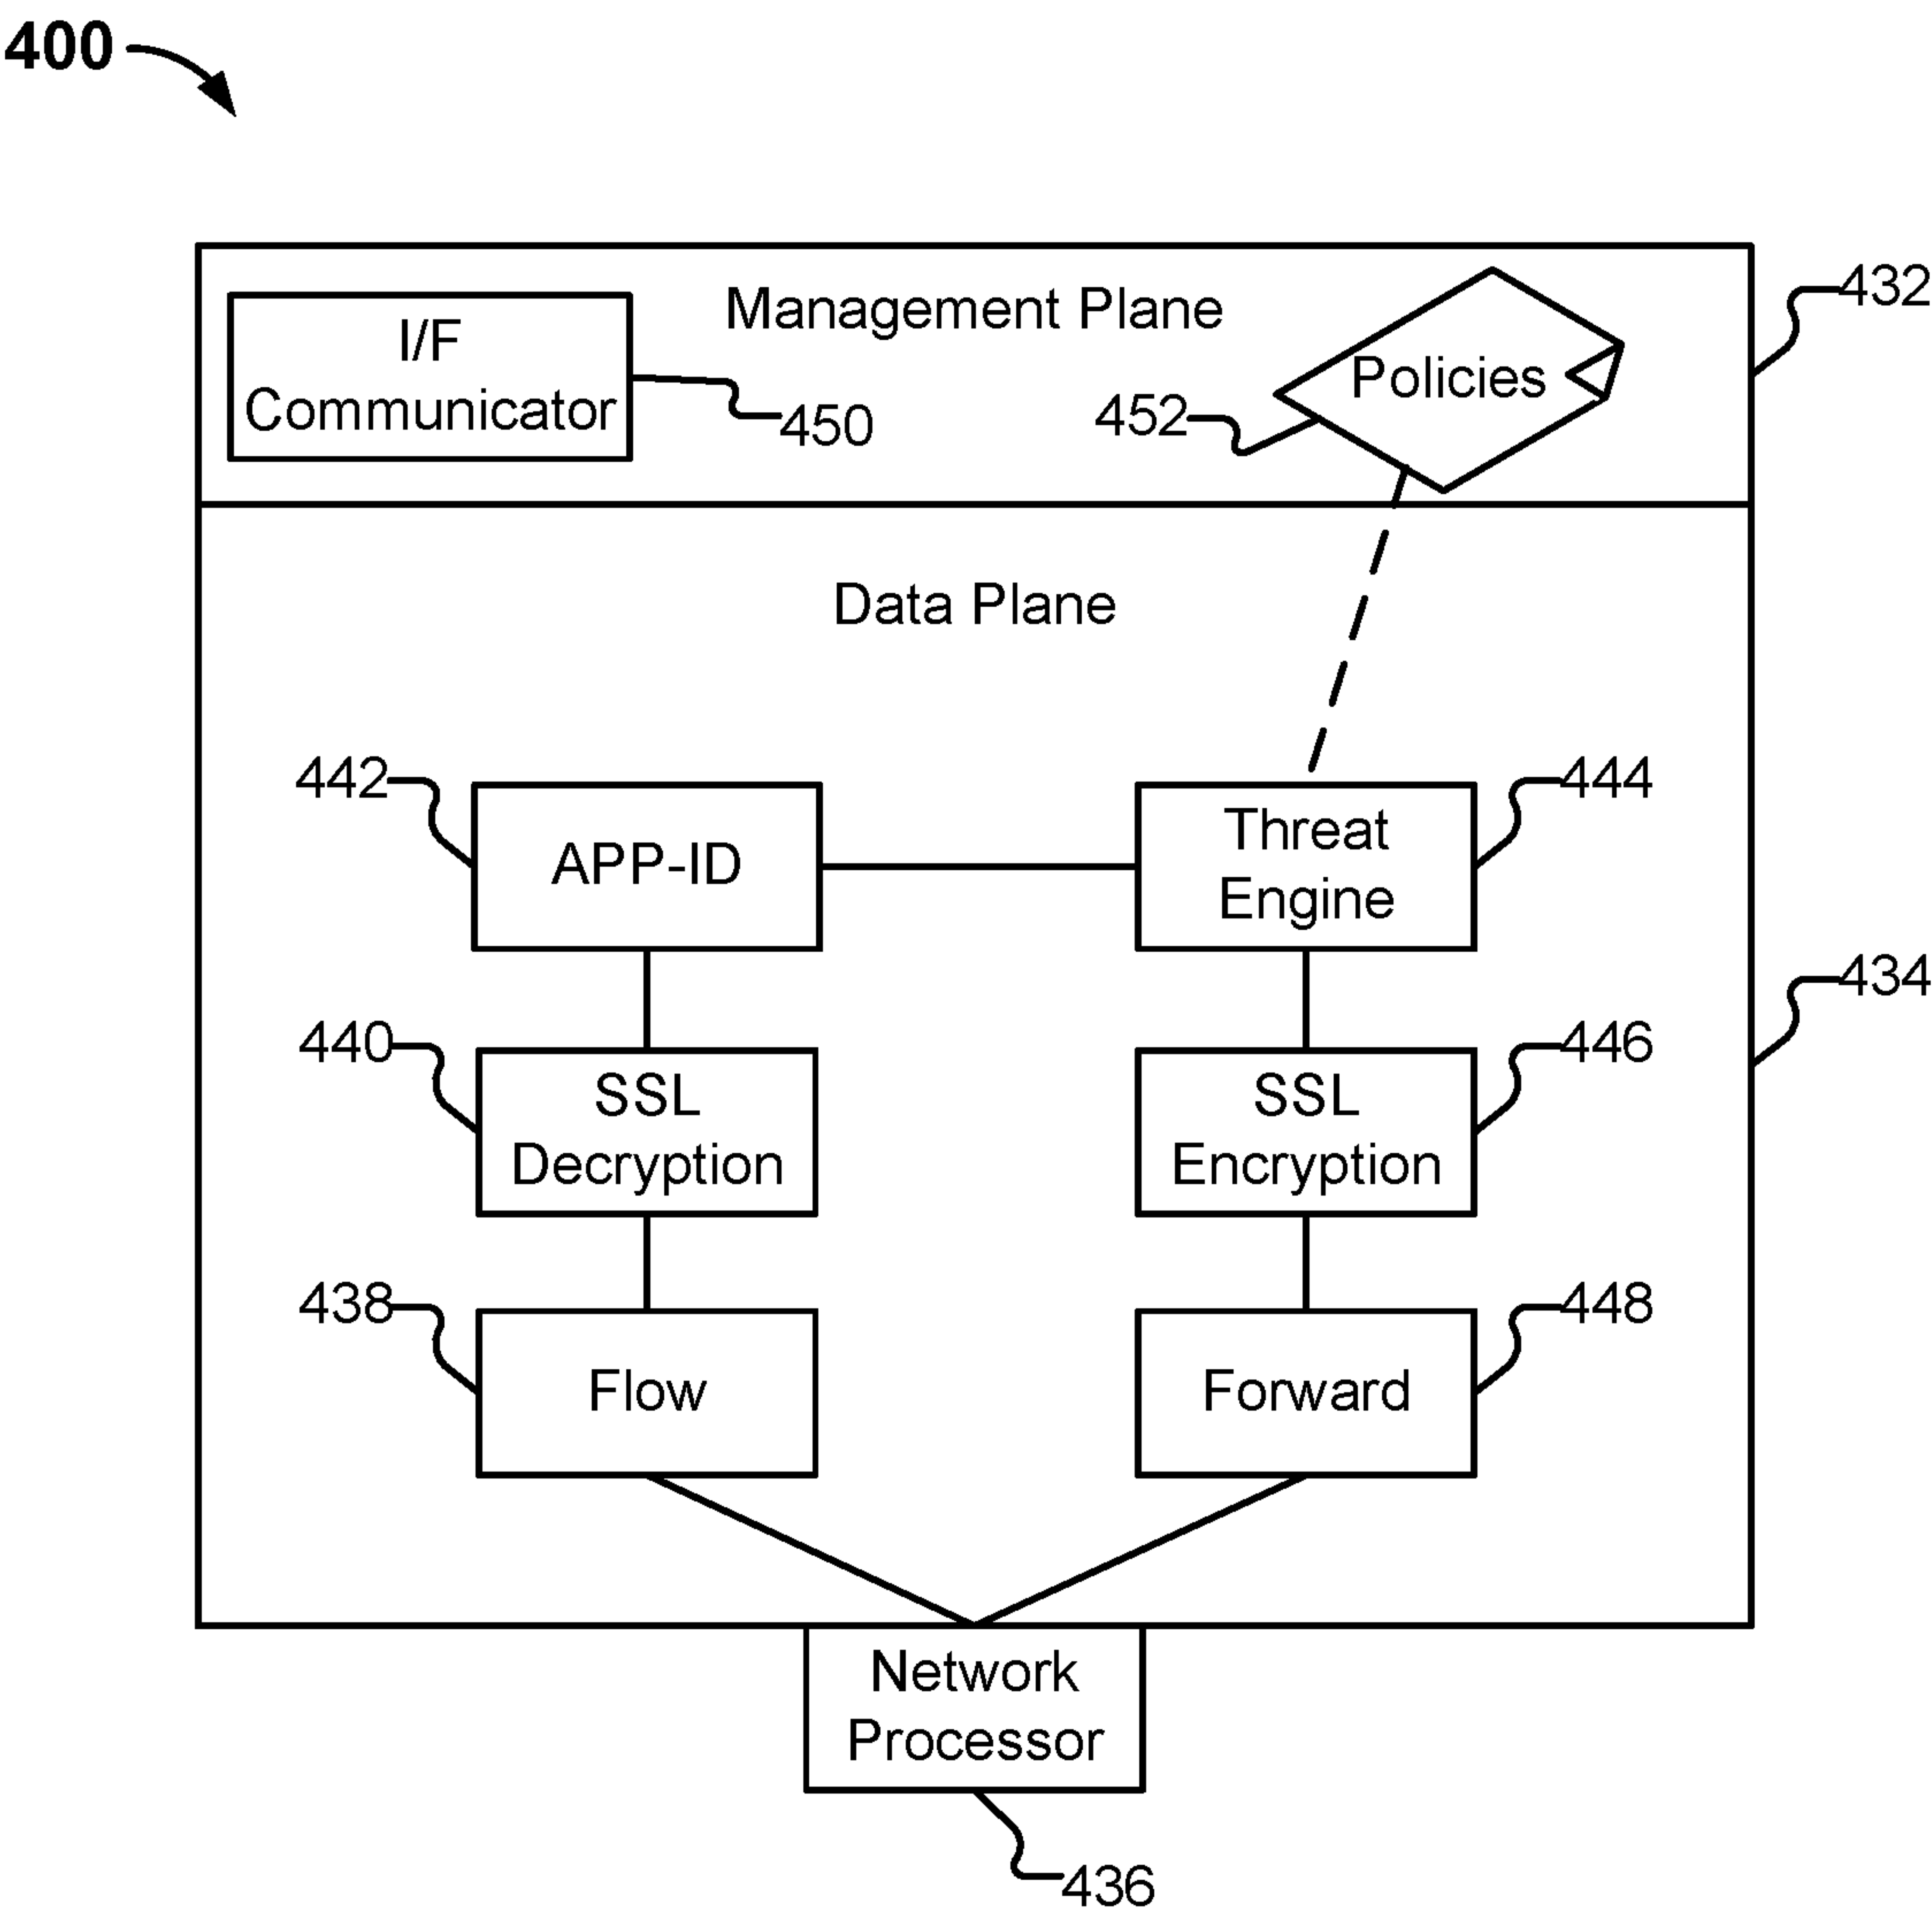 400
Management Plane
432
I/F
Communicator
450
452
Policies
Data Plane
442
APP-ID
Threat
Engine
444
434
440
SSL
Decryption
SSL
Encryption
446
438
Flow
Forward
448
Network
Processor
436